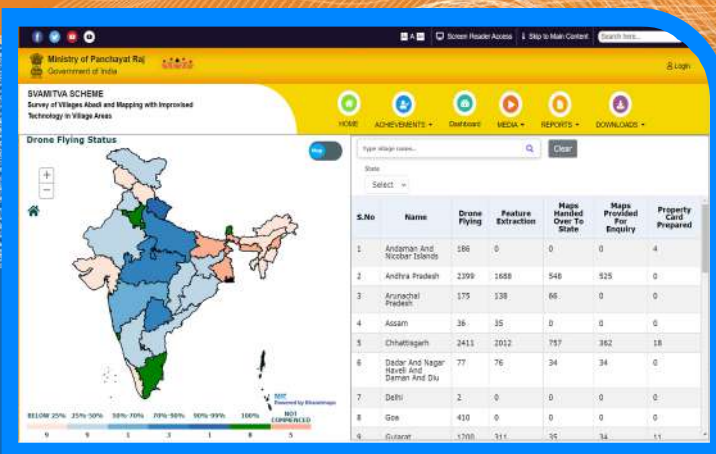 Screen Reader Access
Skip to Main Content
Search here...
Ministry of Panchayat Raj
Government of India
Login
SVAMITVA SCHEME
Survey of Villages Abadi and Mapping with Improvised
Technology in Village Areas
HOME ACHIEVEMENTS Dashboard MEDIA REPORTS DOWNLOADS
Drone Flying Status
Map
Type village name...
Clear
State
Select
S.No Name Drone Flying Feature Extraction Maps Handed Over To State Maps Provided For Enquiry Property Card Prepared
1 Andaman And Nicobar Islands 186 0 0 0 4
2 Andhra Pradesh 2399 1688 548 525 0
3 Arunachal Pradesh 175 138 66 0 0
4 Assam 36 35 0 0 0
5 Chhattisgarh 2411 2012 757 362 18
6 Dadar And Nagar Haveli And Daman And Diu 77 76 34 34 0
7 Delhi 2 0 0 0 0
8 Goa 410 0 0 0 0
9 Gujarat 1700 311 35 34 11
Powered by Bharatmaps
BELOW 25% 25%-50% 50%-70% 70%-90% 90%-99% 100% NOT COMMENCED
9 9 1 3 1 8 5